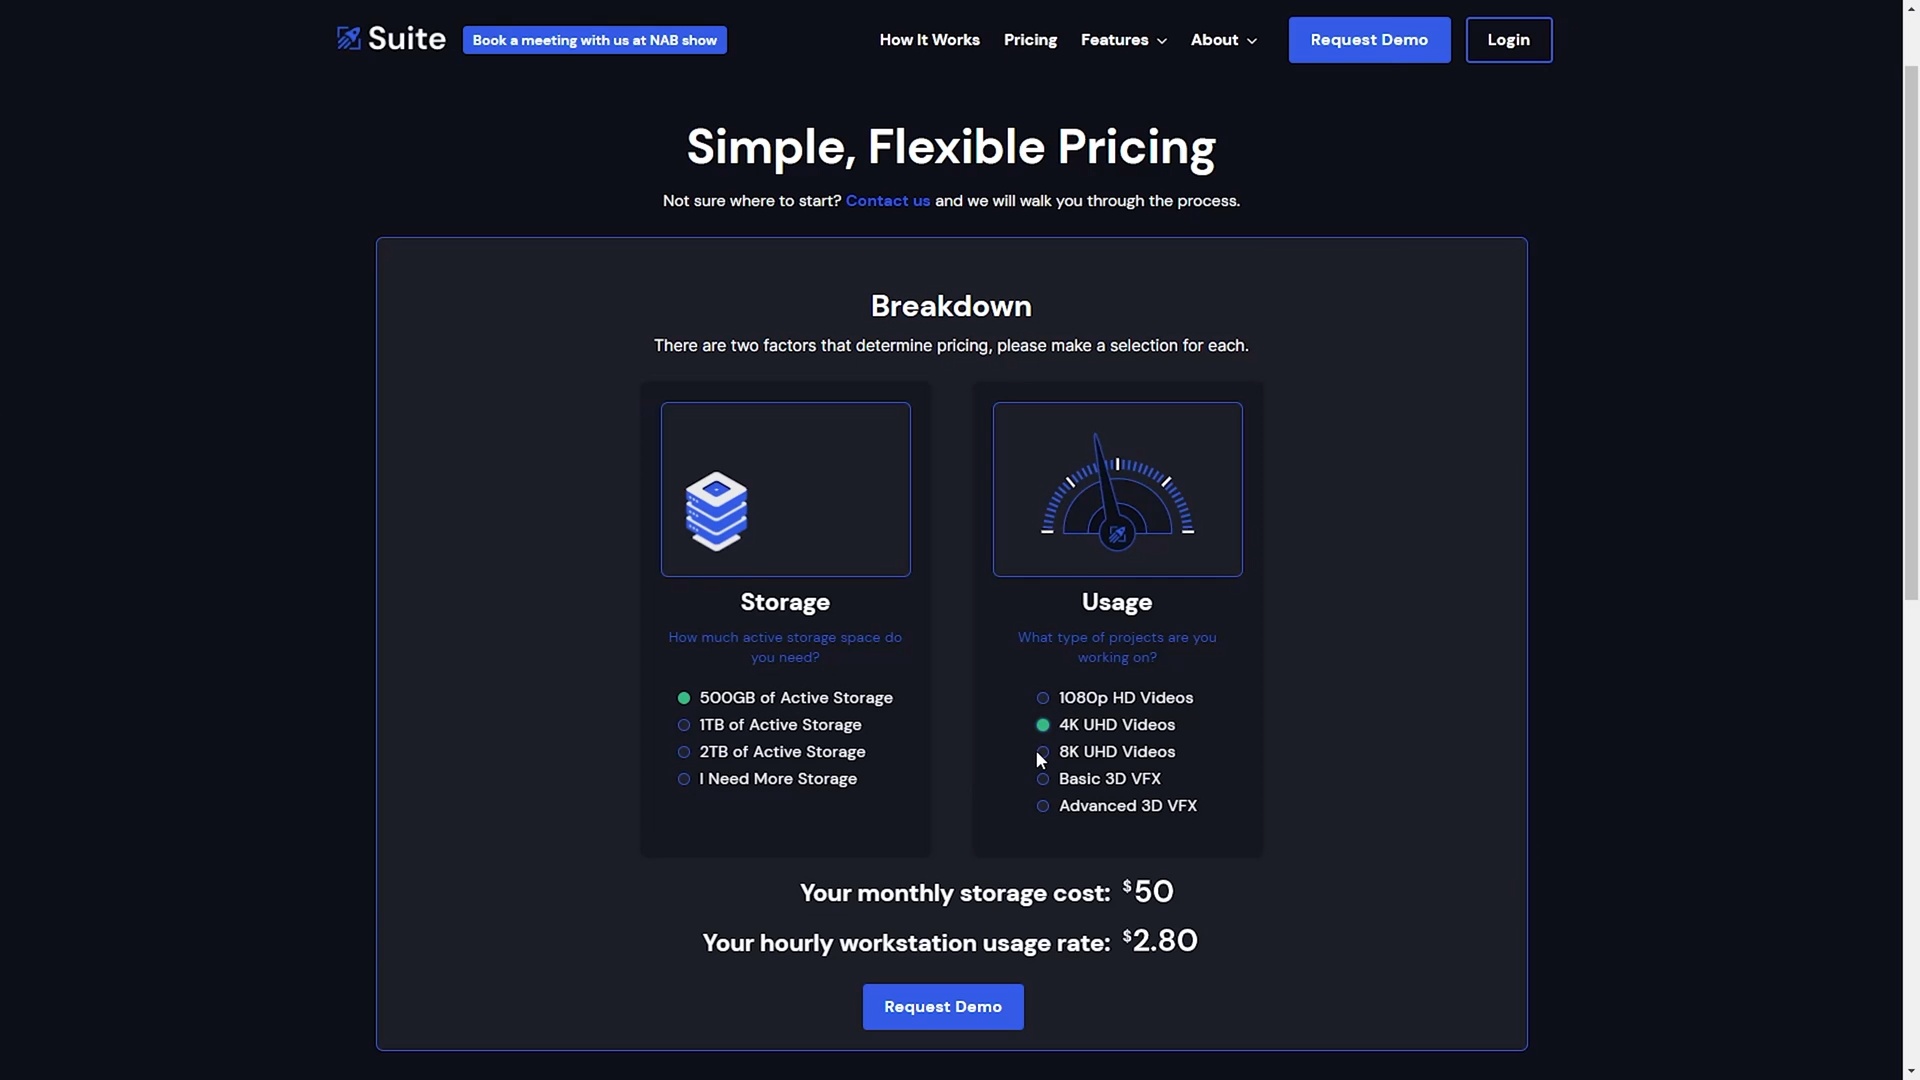 Suite
Book a meeting with us at NAB show
How It Works
Pricing
Features
About
Request Demo
Login
Simple, Flexible Pricing
Not sure where to start? Contact us and we will walk you through the process.
Breakdown
There are two factors that determine pricing, please make a selection for each.
Storage
How much active storage space do
you need?
500GB of Active Storage
1TB of Active Storage
2TB of Active Storage
I Need More Storage
Usage
What type of projects are you
working on?
1080p HD Videos
4K UHD Videos
8K UHD Videos
Basic 3D VFX
Advanced 3D VFX
Your monthly storage cost: $50
Your hourly workstation usage rate: $2.80
Request Demo